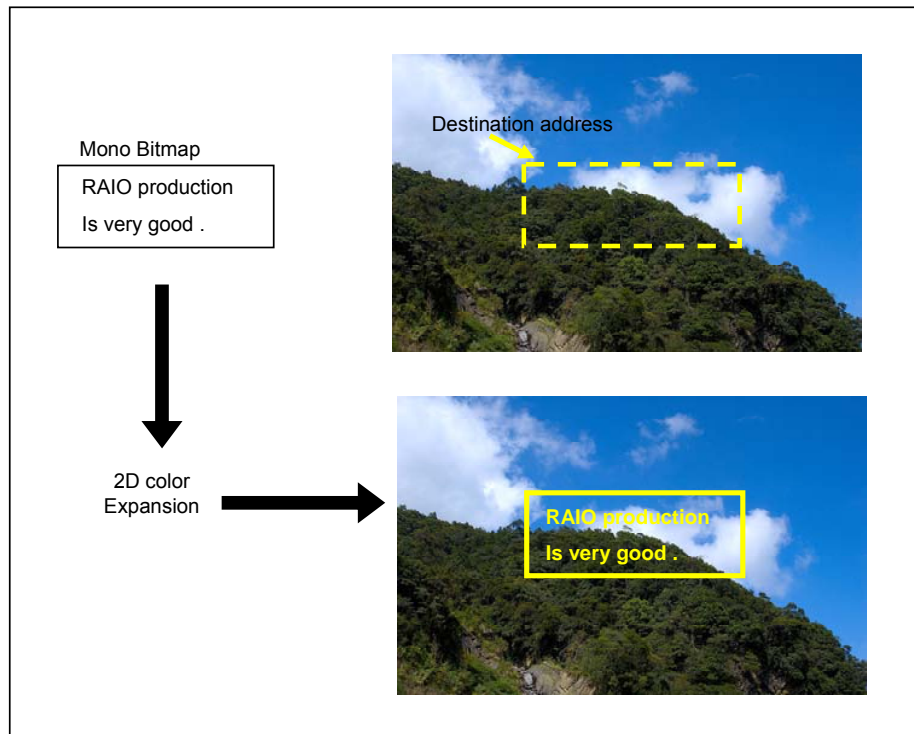 Destination address
Mono Bitmap
RAIO production
Is very good .
2D color
Expansion
RAIO production
Is very good .